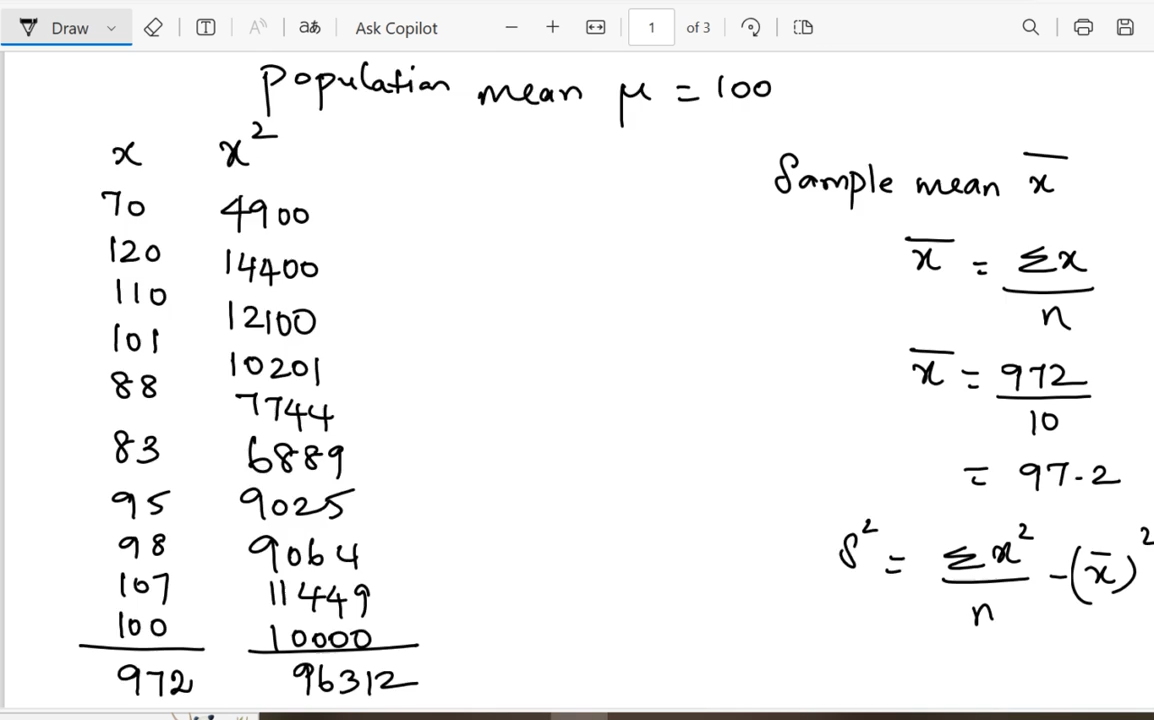 Draw aあ Ask Copilot 1 of 3
Population mean μ = 100
x x²
70 4900
120 14400
110 12100
101 10201
88 7744
83 6889
95 9025
98 9064
107 11449
100 10000
972 96312
Sample mean x̄
x̄ = Σx / n
x̄ = 972 / 10
= 97.2
s² = Σx² / n - (x̄)²